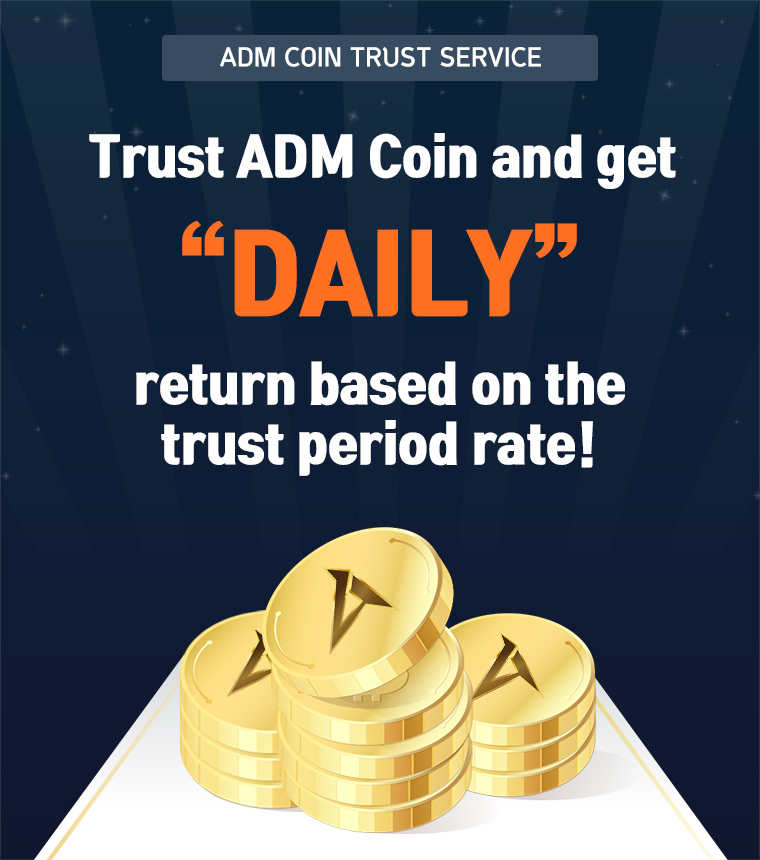 ADM COIN TRUST SERVICE
Trust ADM Coin and get
“DAILY”
return based on the
trust period rate!